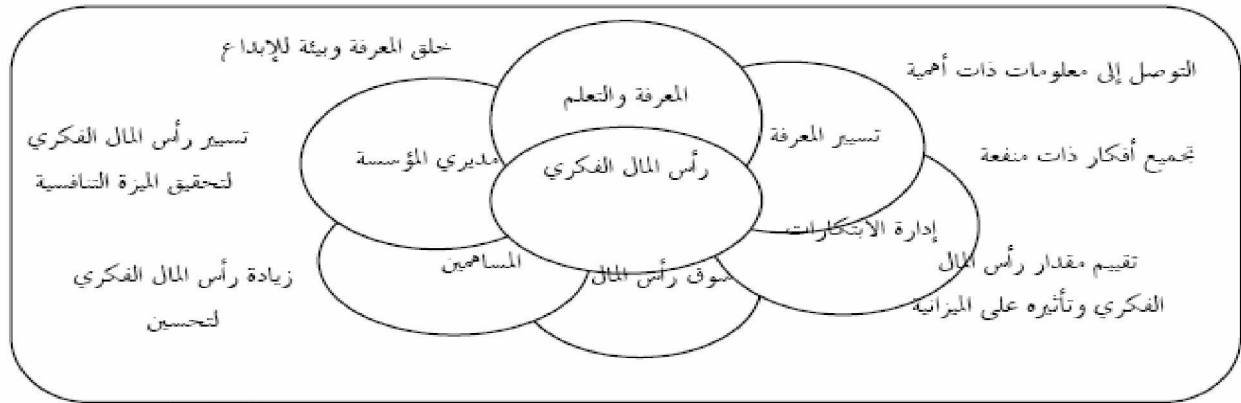 خلق المعرفة وبيئة للإبداع
التوصل إلى معلومات ذات أهمية
المعرفة والتعلم
تسيير المعرفة
تجميع أفكار ذات منفعة
رأس المال الفكري
مديري المؤسسة
تسيير رأس المال الفكري
لتحقيق الميزة التنافسية
إدارة الابتكارات
تقييم مقدار رأس المال
الفكري وتأثيره على الميزانية
سوق رأس المال
المساهمين
زيادة رأس المال الفكري
لتحسين